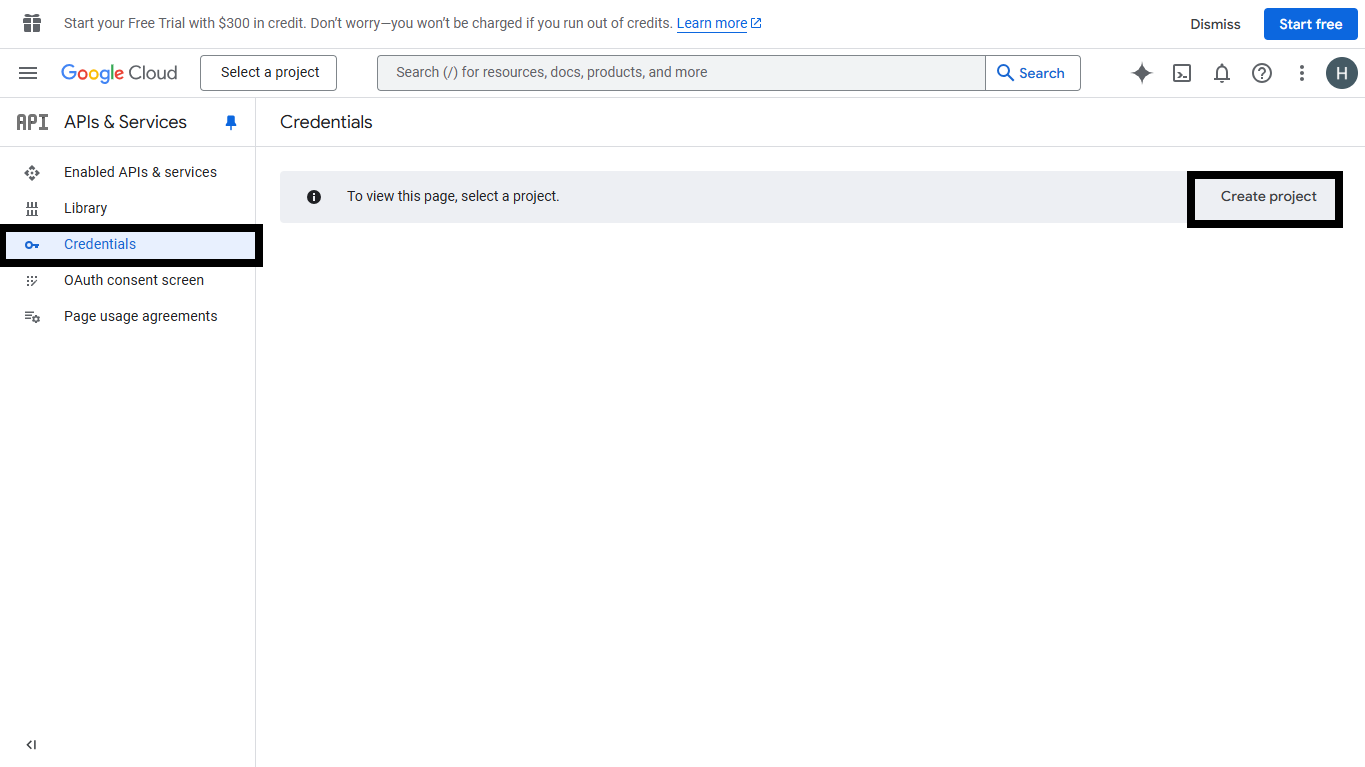 Start your Free Trial with $300 in credit. Don’t worry—you won’t be charged if you run out of credits. Learn more
Dismiss
Start free
Google Cloud
Select a project
Search (/) for resources, docs, products, and more
Search
H
API APIs & Services
Credentials
Enabled APIs & services
Library
Credentials
OAuth consent screen
Page usage agreements
To view this page, select a project.
Create project